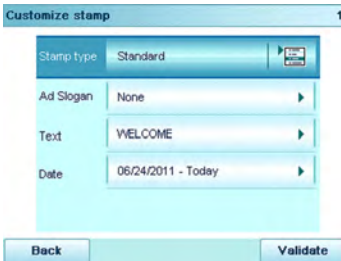 Customize stamp 1
Stamp type Standard
Ad Slogan None
Text WELCOME
Date 06/24/2011 - Today
Back Validate